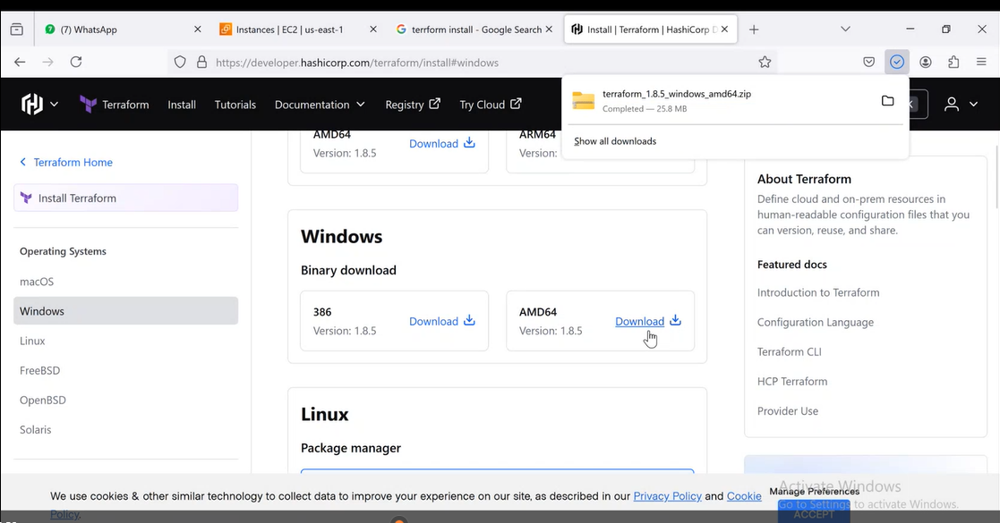 (7) WhatsApp
Instances | EC2 | us-east-1
terrform install - Google Search
Install | Terraform | HashiCorp D
https://developer.hashicorp.com/terraform/install#windows
terraform_1.8.5_windows_amd64.zip
Completed — 25.8 MB
Show all downloads
Terraform
Install
Tutorials
Documentation
Registry
Try Cloud
K
Terraform Home
Install Terraform
Operating Systems
macOS
Windows
Linux
FreeBSD
OpenBSD
Solaris
AMD64
Version: 1.8.5
Download
ARM64
Version:
Windows
Binary download
386
Version: 1.8.5
Download
AMD64
Version: 1.8.5
Download
Linux
Package manager
About Terraform
Define cloud and on-prem resources in
human-readable configuration files that you
can version, reuse, and share.
Featured docs
Introduction to Terraform
Configuration Language
Terraform CLI
HCP Terraform
Provider Use
We use cookies & other similar technology to collect data to improve your experience on our site, as described in our Privacy Policy and Cookie
Policy.
Manage Preferences
ACCEPT
Activate Windows
Go to Settings to activate Windows.